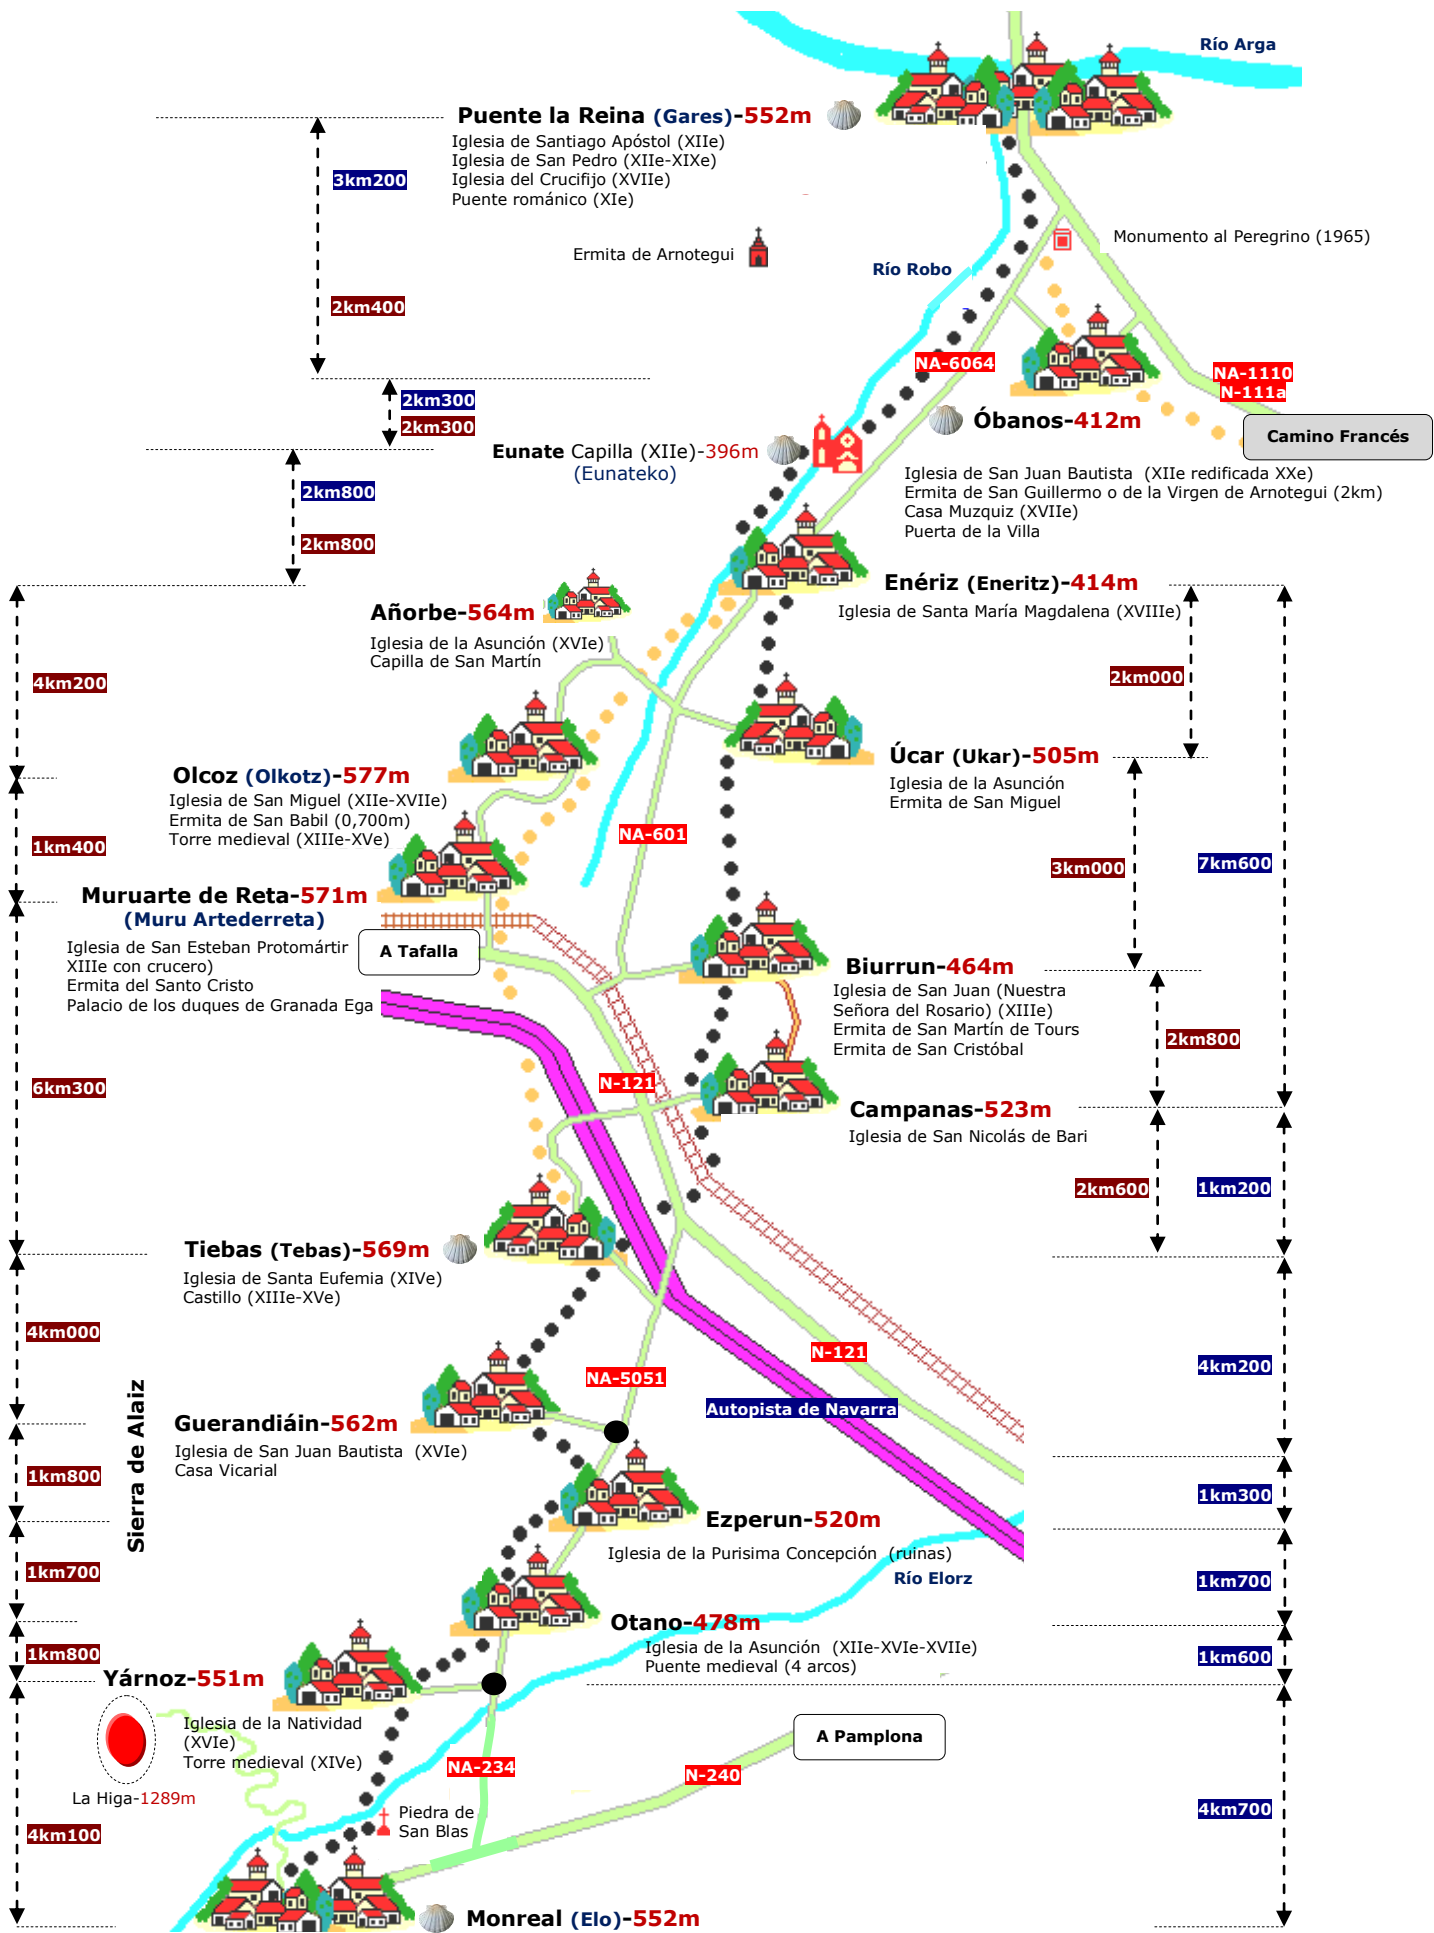 Río Arga
Puente la Reina (Gares)-552m
Iglesia de Santiago Apóstol (XIIe)
Iglesia de San Pedro (XIIe-XIXe)
Iglesia del Crucifijo (XVIIe)
Puente románico (XIe)
3km200
Monumento al Peregrino (1965)
Ermita de Arnotegui
Río Robo
2km400
NA-6064
NA-1110
N-111a
2km300
2km300
Óbanos-412m
Camino Francés
Eunate Capilla (XIIe)-396m
(Eunateko)
Iglesia de San Juan Bautista (XIIe redificada XXe)
Ermita de San Guillermo o de la Virgen de Arnotegui (2km)
Casa Muzquiz (XVIIe)
Puerta de la Villa
2km800
2km800
Enériz (Eneritz)-414m
Iglesia de Santa María Magdalena (XVIIIe)
Añorbe-564m
Iglesia de la Asunción (XVIe)
Capilla de San Martín
4km200
2km000
Úcar (Ukar)-505m
Iglesia de la Asunción
Ermita de San Miguel
Olcoz (Olkotz)-577m
Iglesia de San Miguel (XIIe-XVIIe)
Ermita de San Babil (0,700m)
Torre medieval (XIIIe-XVe)
NA-601
1km400
3km000
7km600
Muruarte de Reta-571m
(Muru Artederreta)
Iglesia de San Esteban Protomártir
XIIIe con crucero)
Ermita del Santo Cristo
Palacio de los duques de Granada Ega
A Tafalla
Biurrun-464m
Iglesia de San Juan (Nuestra
Señora del Rosario) (XIIIe)
Ermita de San Martín de Tours
Ermita de San Cristóbal
2km800
6km300
N-121
Campanas-523m
Iglesia de San Nicolás de Bari
2km600
1km200
Tiebas (Tebas)-569m
Iglesia de Santa Eufemia (XIVe)
Castillo (XIIIe-XVe)
4km000
N-121
4km200
NA-5051
Autopista de Navarra
Sierra de Alaiz
Guerandiáin-562m
Iglesia de San Juan Bautista (XVIe)
Casa Vicarial
1km800
1km300
Ezperun-520m
Iglesia de la Purisima Concepción (ruinas)
Río Elorz
1km700
1km700
Otano-478m
Iglesia de la Asunción (XIIe-XVIe-XVIIe)
Puente medieval (4 arcos)
1km800
1km600
Yárnoz-551m
Iglesia de la Natividad
(XVIe)
Torre medieval (XIVe)
A Pamplona
NA-234
N-240
La Higa-1289m
Piedra de
San Blas
4km100
4km700
Monreal (Elo)-552m